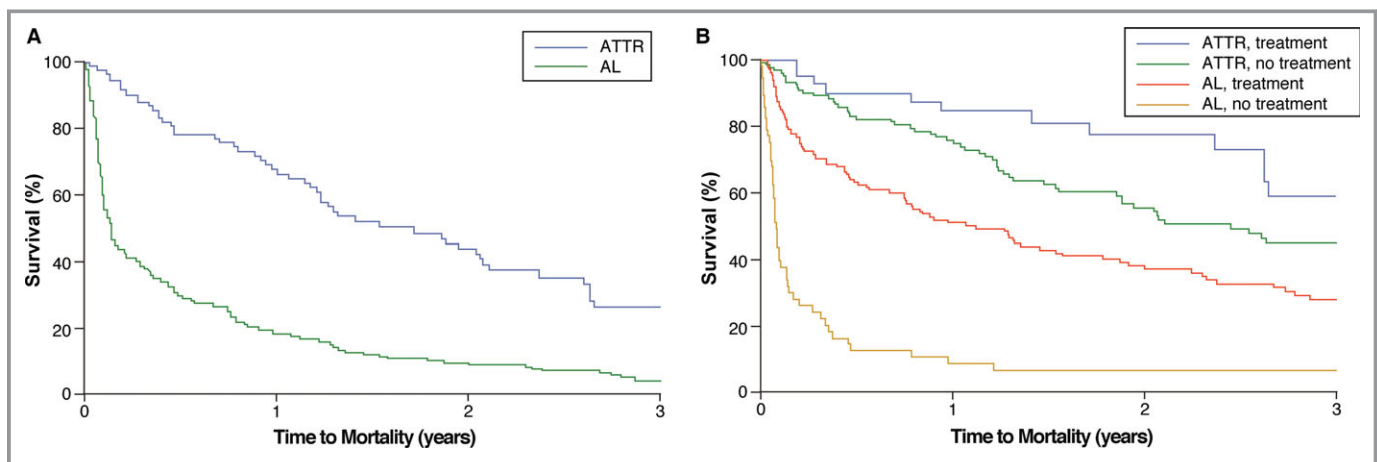 A
ATTR
AL
100
80
60
40
20
0
Survival (%)
0 1 2 3
Time to Mortality (years)
B
ATTR, treatment
ATTR, no treatment
AL, treatment
AL, no treatment
100
80
60
40
20
0
Survival (%)
0 1 2 3
Time to Mortality (years)